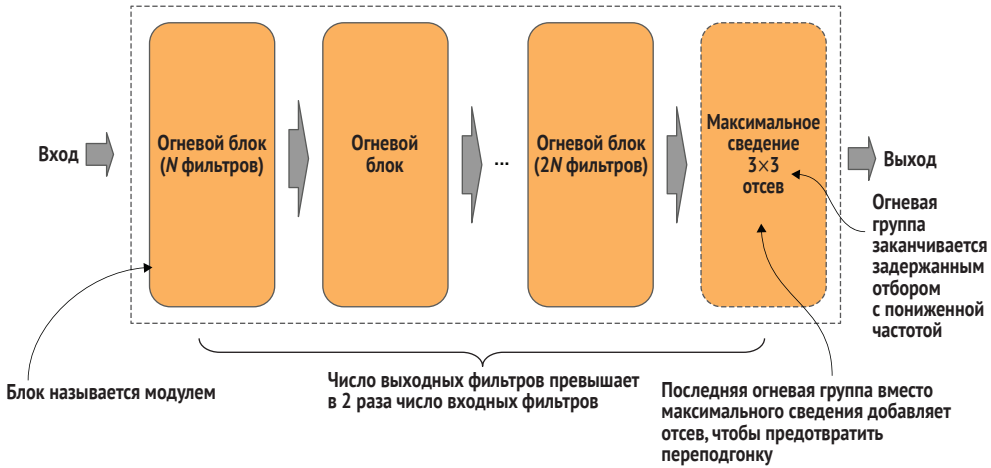 Вход
Огневой блок
(N фильтров)
Огневой
блок
...
Огневой блок
(2N фильтров)
Максимальное
сведение
3×3
отсев
Выход
Огневая
группа
заканчивается
задержанным
отбором
с пониженной
частотой
Блок называется модулем
Число выходных фильтров превышает
в 2 раза число входных фильтров
Последняя огневая группа вместо
максимального сведения добавляет
отсев, чтобы предотвратить
переподгонку